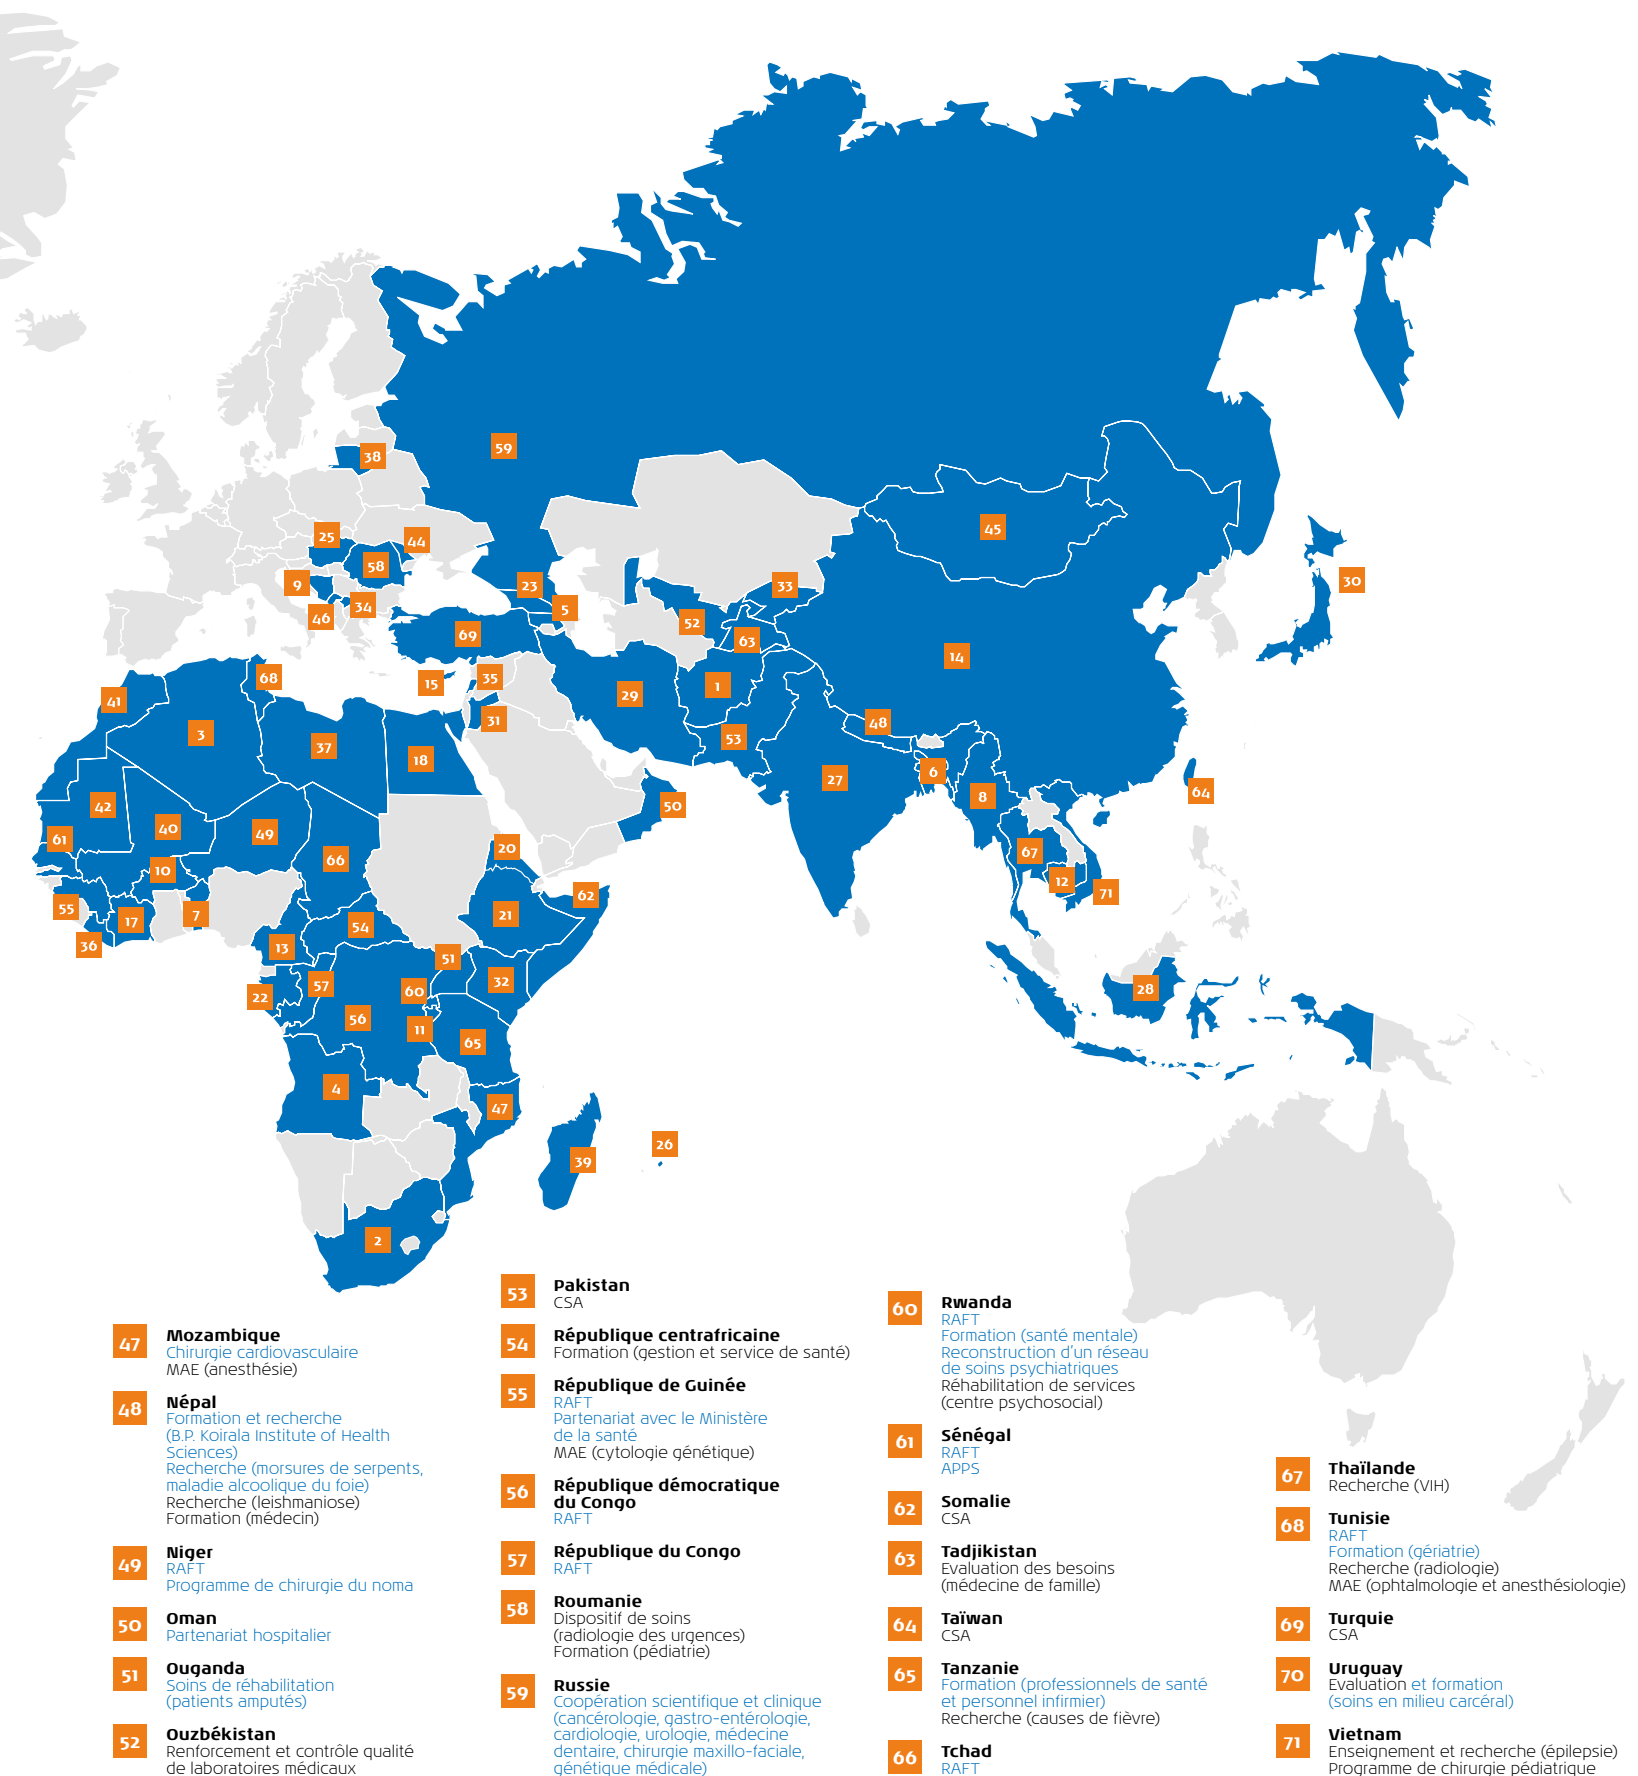 59
38
45
25
44
58
9
23
33
30
5
34
46
52
69
63
14
68
15
35
1
41
29
31
48
3
53
37
18
6
27
8
64
42
50
40
49
61
20
66
67
10
12
62
71
55
7
21
17
54
36
13
51
32
28
57
60
22
56
11
65
4
47
26
39
2
47
Mozambique
Chirurgie cardiovasculaire
MAE (anesthésie)
48
Népal
Formation et recherche
(B.P. Koirala Institute of Health
Sciences)
Recherche (morsures de serpents,
maladie alcoolique du foie)
Recherche (leishmaniose)
Formation (médecin)
49
Niger
RAFT
Programme de chirurgie du noma
50
Oman
Partenariat hospitalier
51
Ouganda
Soins de réhabilitation
(patients amputés)
52
Ouzbékistan
Renforcement et contrôle qualité
de laboratoires médicaux
53
Pakistan
CSA
54
République centrafricaine
Formation (gestion et service de santé)
55
République de Guinée
RAFT
Partenariat avec le Ministère
de la santé
MAE (cytologie génétique)
56
République démocratique
du Congo
RAFT
57
République du Congo
RAFT
58
Roumanie
Dispositif de soins
(radiologie des urgences)
Formation (pédiatrie)
59
Russie
Coopération scientifique et clinique
(cancérologie, gastro-entérologie,
cardiologie, urologie, médecine
dentaire, chirurgie maxillo-faciale,
génétique médicale)
60
Rwanda
RAFT
Formation (santé mentale)
Reconstruction d'un réseau
de soins psychiatriques
Réhabilitation de services
(centre psychosocial)
61
Sénégal
RAFT
APPS
62
Somalie
CSA
63
Tadjikistan
Evaluation des besoins
(médecine de famille)
64
Taïwan
CSA
65
Tanzanie
Formation (professionnels de santé
et personnel infirmier)
Recherche (causes de fièvre)
66
Tchad
RAFT
67
Thaïlande
Recherche (VIH)
68
Tunisie
RAFT
Formation (gériatrie)
Recherche (radiologie)
MAE (ophtalmologie et anesthésiologie)
69
Turquie
CSA
70
Uruguay
Evaluation et formation
(soins en milieu carcéral)
71
Vietnam
Enseignement et recherche (épilepsie)
Programme de chirurgie pédiatrique